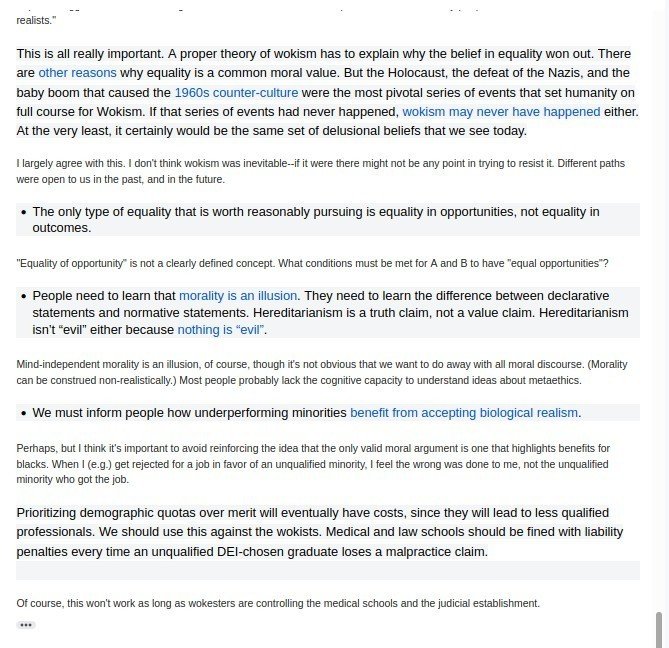 realists."
This is all really important. A proper theory of wokism has to explain why the belief in equality won out. There
are other reasons why equality is a common moral value. But the Holocaust, the defeat of the Nazis, and the
baby boom that caused the 1960s counter-culture were the most pivotal series of events that set humanity on
full course for Wokism. If that series of events had never happened, wokism may never have happened either.
At the very least, it certainly would be the same set of delusional beliefs that we see today.
I largely agree with this. I don't think wokism was inevitable--if it were there might not be any point in trying to resist it. Different paths
were open to us in the past, and in the future.
• The only type of equality that is worth reasonably pursuing is equality in opportunities, not equality in
outcomes.
"Equality of opportunity" is not a clearly defined concept. What conditions must be met for A and B to have "equal opportunities"?
• People need to learn that morality is an illusion. They need to learn the difference between declarative
statements and normative statements. Hereditarianism is a truth claim, not a value claim. Hereditarianism
isn't “evil” either because nothing is “evil”.
Mind-independent morality is an illusion, of course, though it's not obvious that we want to do away with all moral discourse. (Morality
can be construed non-realistically.) Most people probably lack the cognitive capacity to understand ideas about metaethics.
• We must inform people how underperforming minorities benefit from accepting biological realism.
Perhaps, but I think it's important to avoid reinforcing the idea that the only valid moral argument is one that highlights benefits for
blacks. When I (e.g.) get rejected for a job in favor of an unqualified minority, I feel the wrong was done to me, not the unqualified
minority who got the job.
Prioritizing demographic quotas over merit will eventually have costs, since they will lead to less qualified
professionals. We should use this against the wokists. Medical and law schools should be fined with liability
penalties every time an unqualified DEI-chosen graduate loses a malpractice claim.
Of course, this won't work as long as wokesters are controlling the medical schools and the judicial establishment.